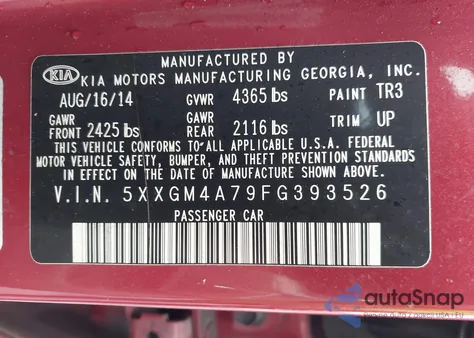 MANUFACTURED BY
KIA KIA MOTORS MANUFACTURING GEORGIA, INC.
AUG/16/14 GVWR 4365 lbs PAINT TR3
GAWR FRONT 2425 lbs GAWR REAR 2116 lbs TRIM UP
THIS VEHICLE CONFORMS TO ALL APPLICABLE U.S.A. FEDERAL
MOTOR VEHICLE SAFETY, BUMPER, AND THEFT PREVENTION STANDARDS
IN EFFECT ON THE DATE OF MANUFACTURE SHOWN ABOVE.
V.I.N. 5XXGM4A79FG393526
PASSENGER CAR
autoSnap